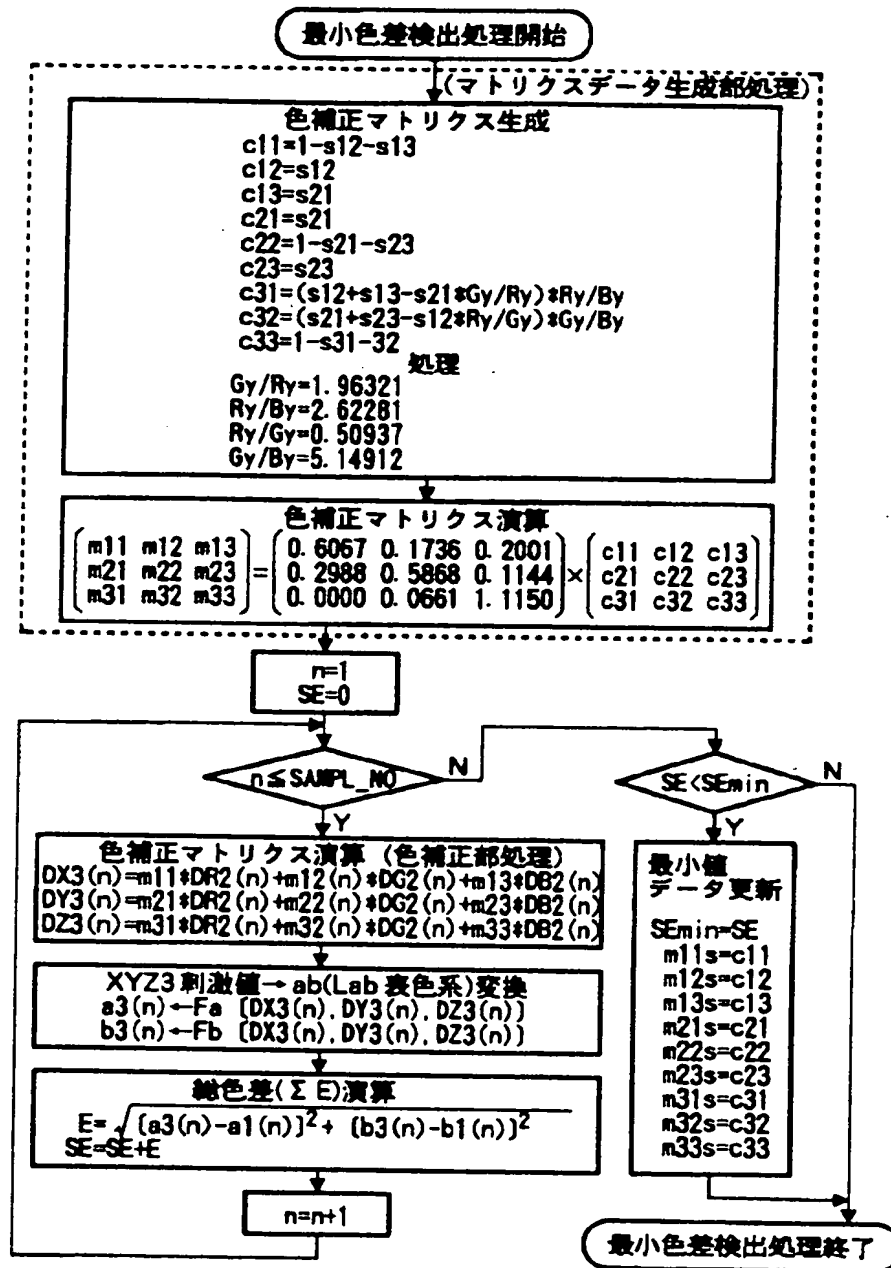 最小色差検出処理開始
(マトリクスデータ生成部処理)
色補正マトリクス生成
c11=1-s12-s13
c12=s12
c13=s21
c21=s21
c22=1-s21-s23
c23=s23
c31=(s12+s13-s21*Gy/Ry)*Ry/By
c32=(s21+s23-s12*Ry/Gy)*Gy/By
c33=1-s31-32
処理
Gy/Ry=1.96321
Ry/By=2.62281
Ry/Gy=0.50937
Gy/By=5.14912
色補正マトリクス演算
m11 m12 m13 0.6067 0.1736 0.2001 c11 c12 c13
m21 m22 m23 = 0.2988 0.5868 0.1144 × c21 c22 c23
m31 m32 m33 0.0000 0.0661 1.1150 c31 c32 c33
n=1
SE=0
n≦SAMPL_NO
N
Y
色補正マトリクス演算 (色補正部処理)
DX3(n)=m11*DR2(n)+m12(n)*DG2(n)+m13*DB2(n)
DY3(n)=m21*DR2(n)+m22(n)*DG2(n)+m23*DB2(n)
DZ3(n)=m31*DR2(n)+m32(n)*DG2(n)+m33*DB2(n)
XYZ3刺激値→ab(Lab表色系)変換
a3(n)←Fa [DX3(n),DY3(n),DZ3(n)]
b3(n)←Fb [DX3(n),DY3(n),DZ3(n)]
総色差(ΣE)演算
E=√[a3(n)-a1(n)]²+ [b3(n)-b1(n)]²
SE=SE+E
n=n+1
SE<SEmin
N
Y
最小値
データ更新
SEmin=SE
m11s=c11
m12s=c12
m13s=c13
m21s=c21
m22s=c22
m23s=c23
m31s=c31
m32s=c32
m33s=c33
最小色差検出処理終了